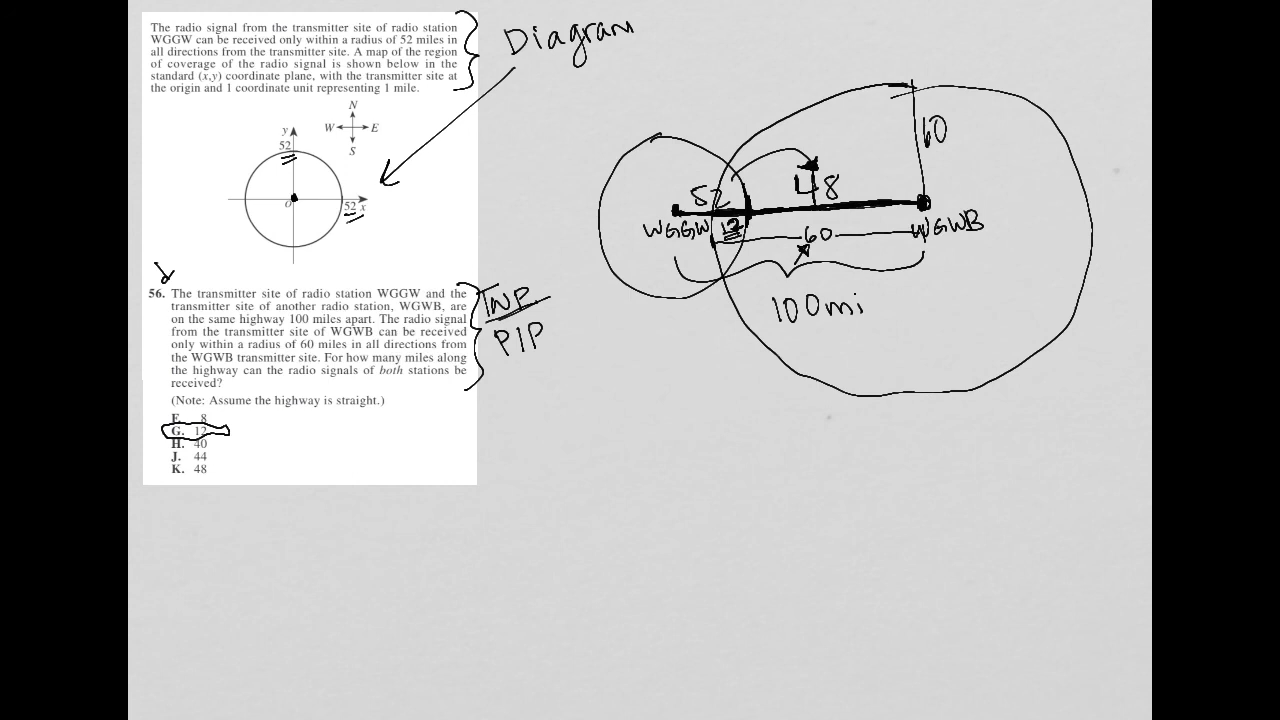 The radio signal from the transmitter site of radio station
WGGW can be received only within a radius of 52 miles in
all directions from the transmitter site. A map of the region
of coverage of the radio signal is shown below in the
standard (x,y) coordinate plane, with the transmitter site at
the origin and 1 coordinate unit representing 1 mile.
Diagram
N
W E
S
y
52
O
52 x
56. The transmitter site of radio station WGGW and the
transmitter site of another radio station, WGWB, are
on the same highway 100 miles apart. The radio signal
from the transmitter site of WGWB can be received
only within a radius of 60 miles in all directions from
the WGWB transmitter site. For how many miles along
the highway can the radio signals of both stations be
received?
(Note: Assume the highway is straight.)
F. 8
G. 12
H. 40
J. 44
K. 48
PIP
60
52
48
WGGW
12
60
WGWB
100mi